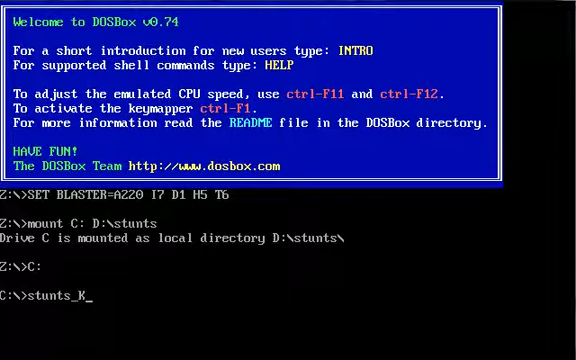 Welcome to DOSBox v0.74
For a short introduction for new users type: INTRO
For supported shell commands type: HELP
To adjust the emulated CPU speed, use ctrl-F11 and ctrl-F12.
To activate the keymapper ctrl-F1.
For more information read the README file in the DOSBox directory.
HAVE FUN!
The DOSBox Team http://www.dosbox.com
Z:\>SET BLASTER=A220 I7 D1 H5 T6
Z:\>mount C: D:\stunts
Drive C is mounted as local directory D:\stunts\
Z:\>C:
C:\>stunts_K_